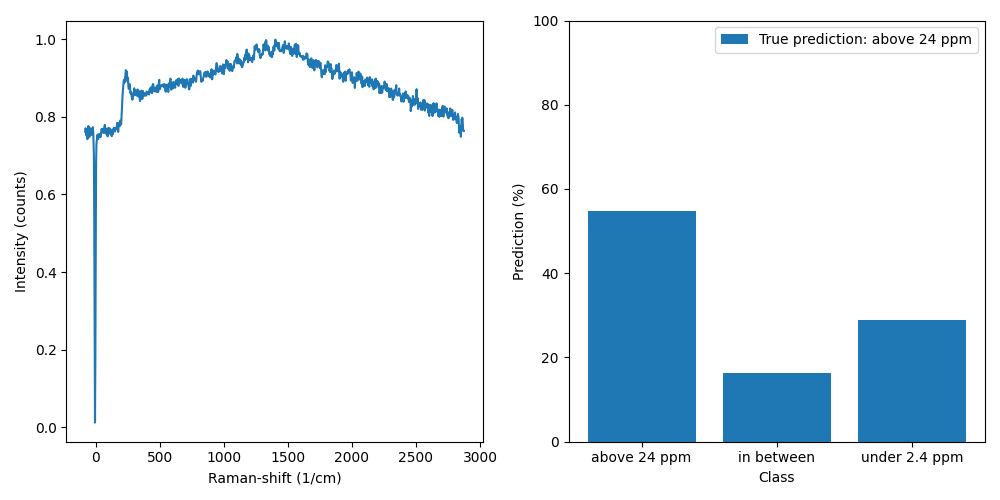 1.0
0.8
0.6
0.4
0.2
0.0
Intensity (counts)
0 500 1000 1500 2000 2500 3000
Raman-shift (1/cm)
100
80
60
40
20
0
Prediction (%)
True prediction: above 24 ppm
above 24 ppm in between under 2.4 ppm
Class